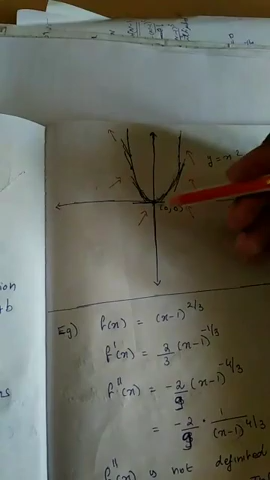 y = x²
(0,0)
Eg) f(x) = (x-1)^2/3
f'(x) = 2/3 (x-1)^-1/3
f''(x) = -2/9 (x-1)^-4/3
= -2/9 · 1/(x-1)^4/3
f'' is not defined